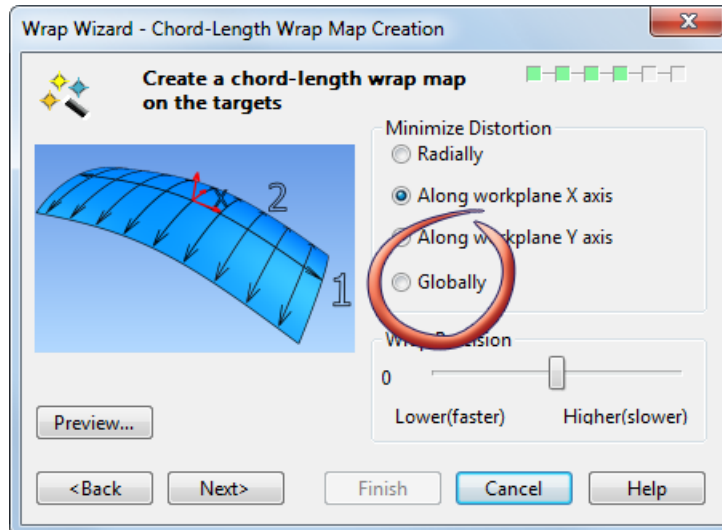 Wrap Wizard - Chord-Length Wrap Map Creation
Create a chord-length wrap map
on the targets
Minimize Distortion
Radially
Along workplane X axis
Along workplane Y axis
Globally
X
2
1
Wrap Precision
0
Lower(faster) Higher(slower)
Preview...
<Back Next> Finish Cancel Help